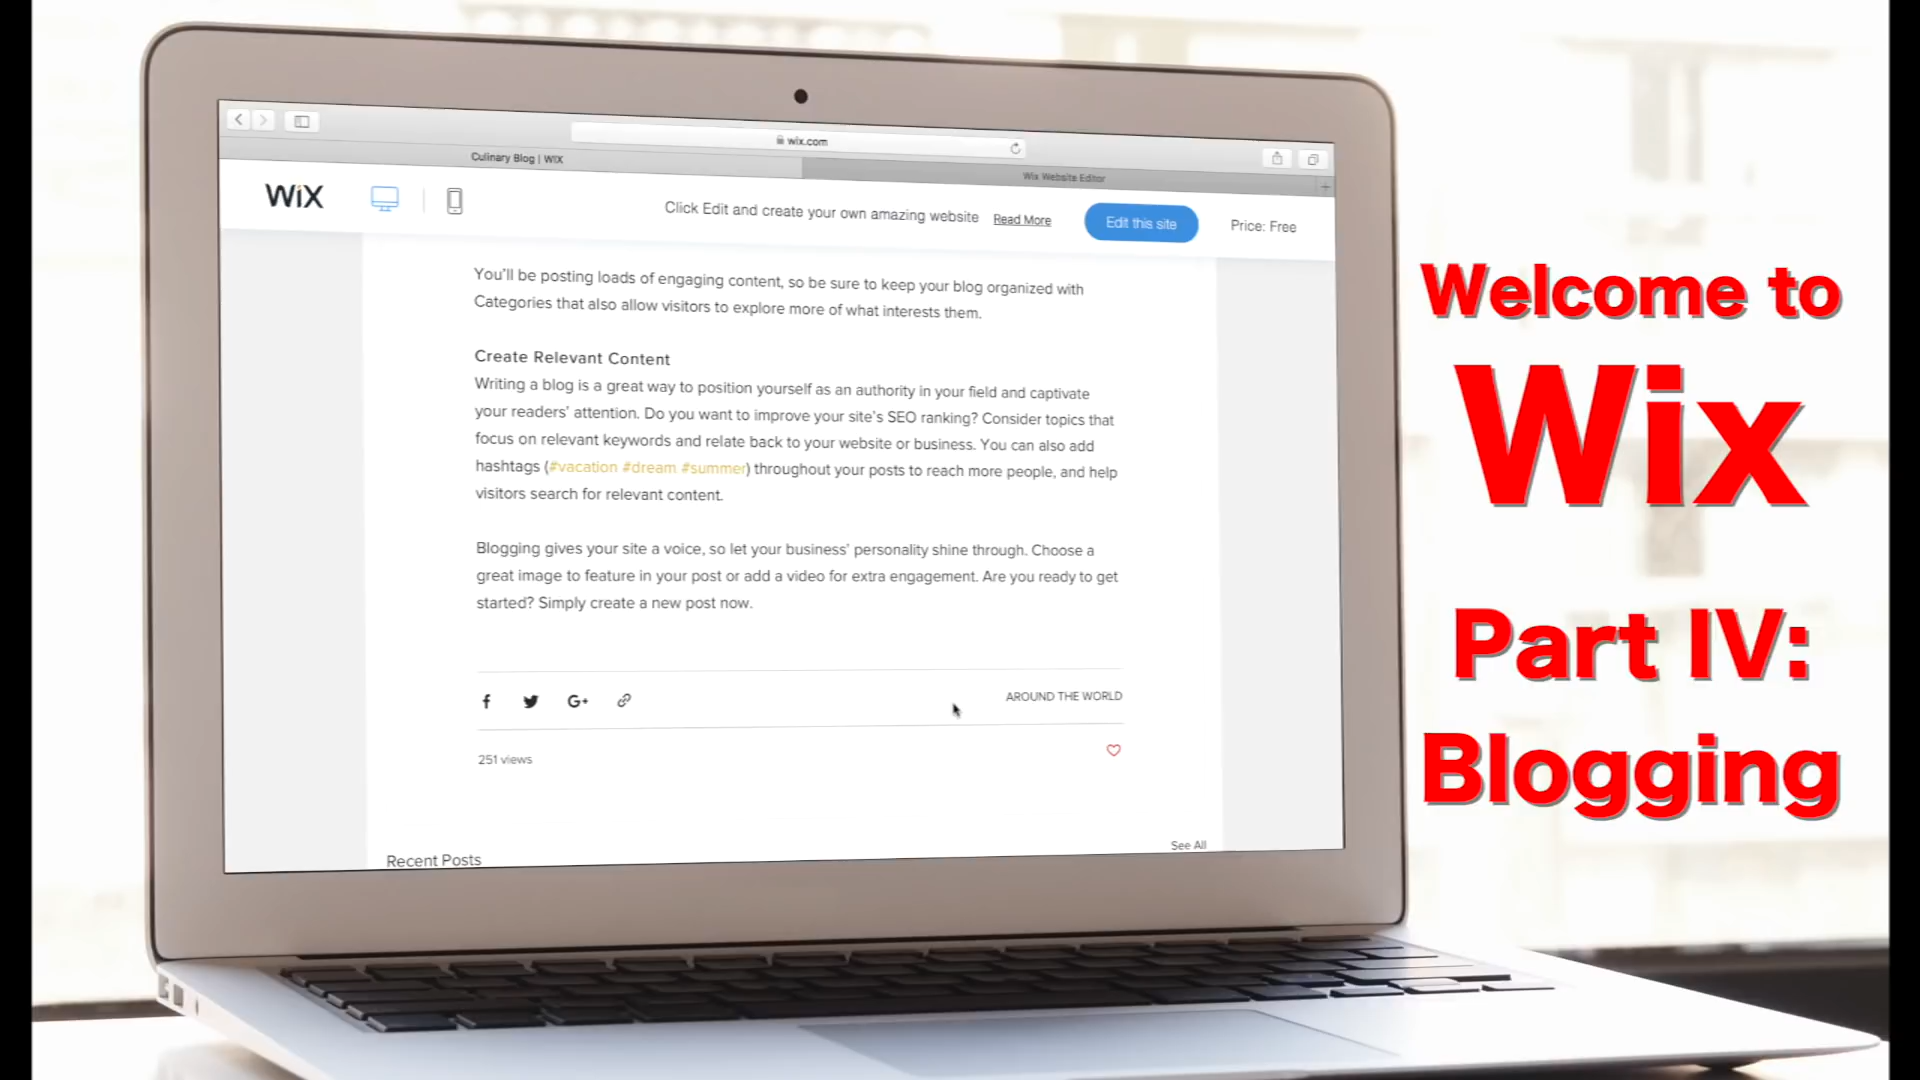 wix.com
Culinary Blog | WIX
Wix Website Editor
WiX
Click Edit and create your own amazing website Read More
Edit this site
Price: Free
You'll be posting loads of engaging content, so be sure to keep your blog organized with
Categories that also allow visitors to explore more of what interests them.
Create Relevant Content
Writing a blog is a great way to position yourself as an authority in your field and captivate
your readers' attention. Do you want to improve your site's SEO ranking? Consider topics that
focus on relevant keywords and relate back to your website or business. You can also add
hashtags (#vacation #dream #summer) throughout your posts to reach more people, and help
visitors search for relevant content.
Blogging gives your site a voice, so let your business' personality shine through. Choose a
great image to feature in your post or add a video for extra engagement. Are you ready to get
started? Simply create a new post now.
G+
AROUND THE WORLD
251 views
Recent Posts
See All
Welcome to
Wix
Part IV:
Blogging